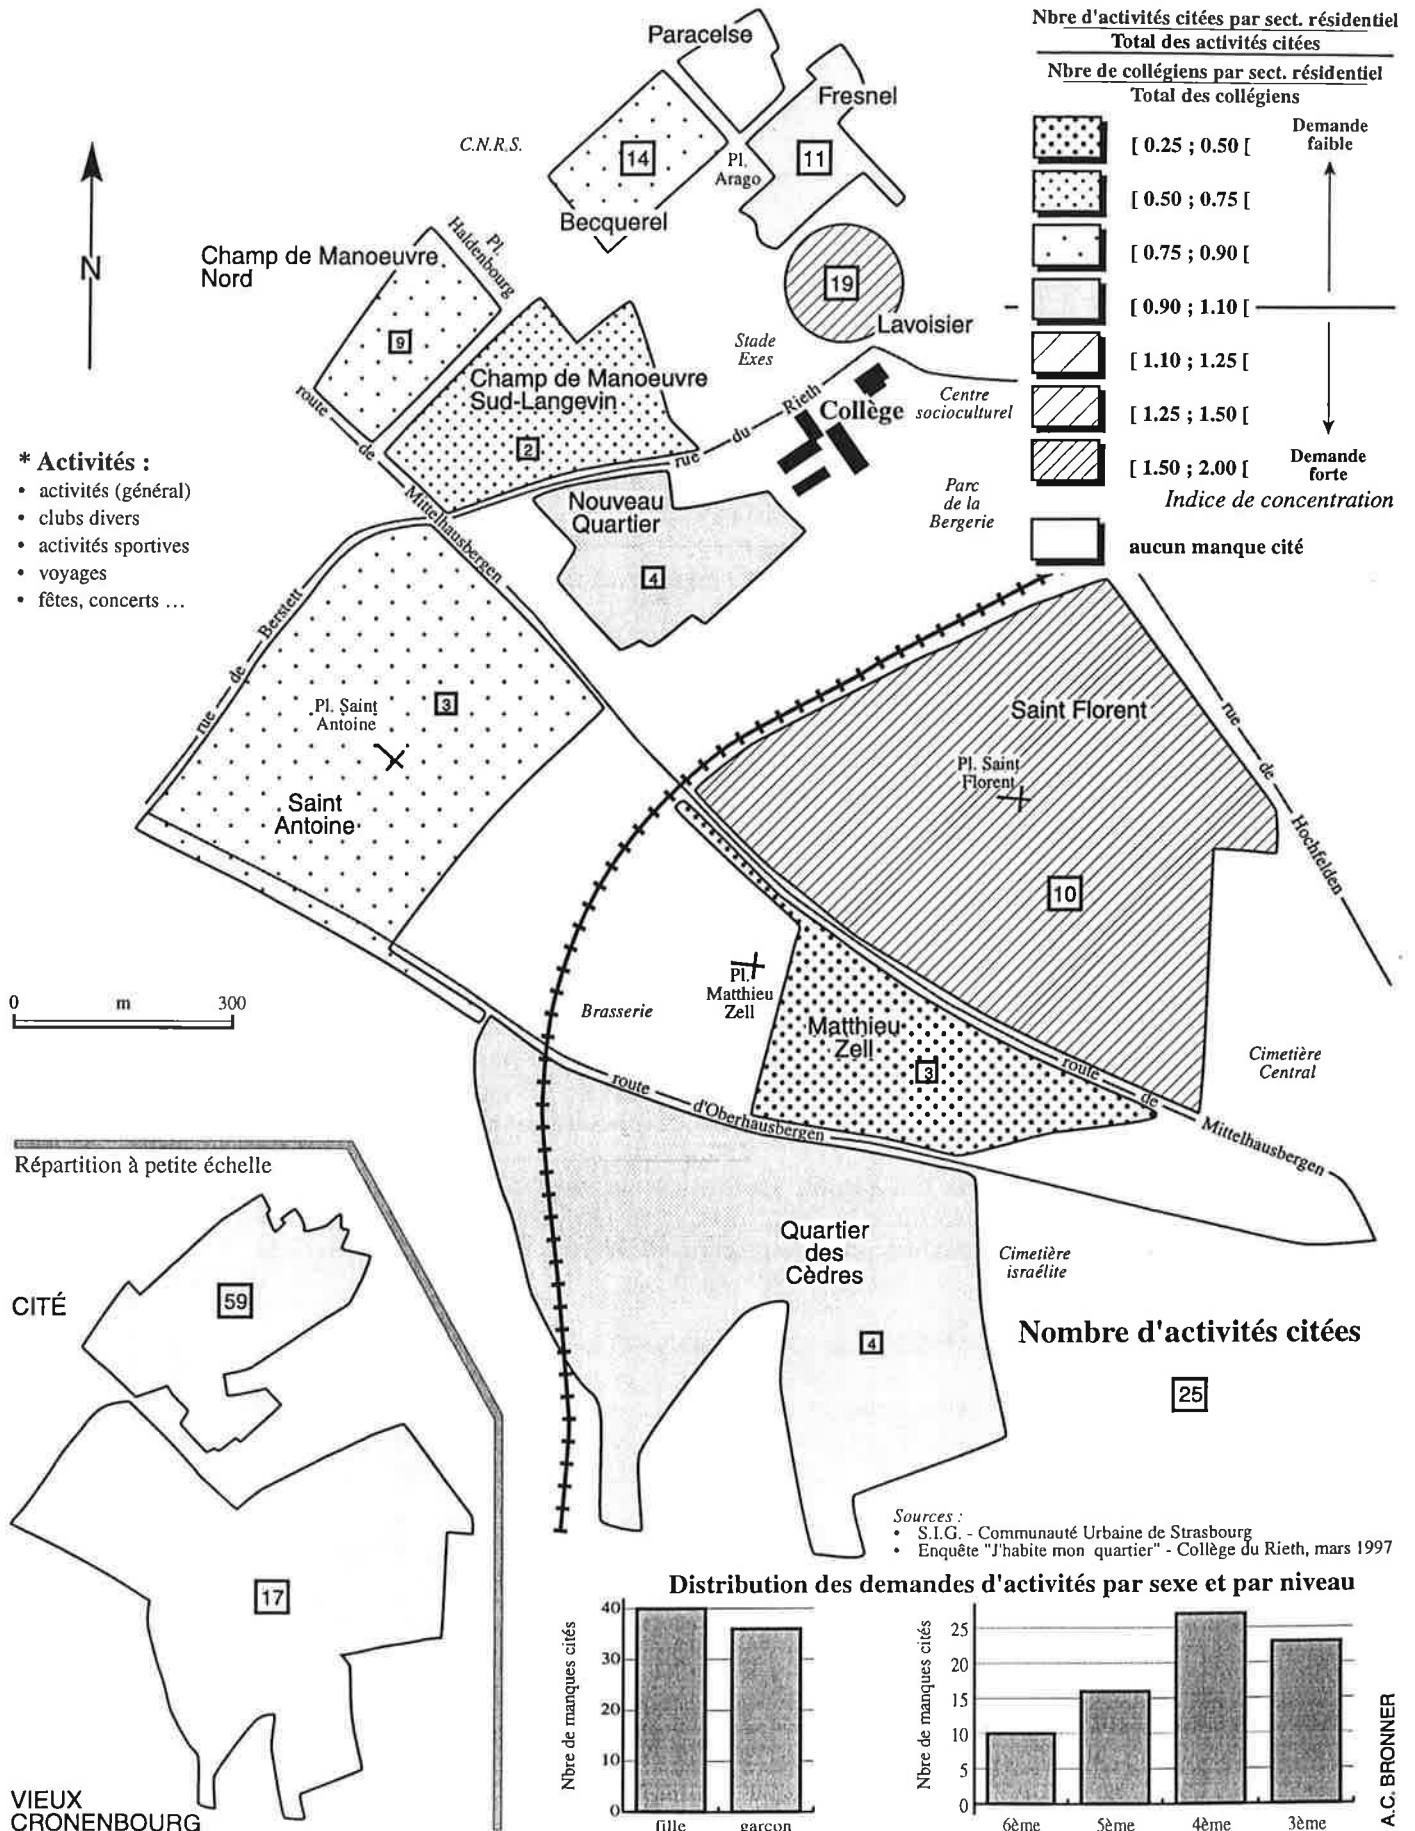 Nbre d'activités citées par sect. résidentiel
Total des activités citées
Nbre de collégiens par sect. résidentiel
Total des collégiens
[ 0.25 ; 0.50 [
[ 0.50 ; 0.75 [
[ 0.75 ; 0.90 [
[ 0.90 ; 1.10 [
[ 1.10 ; 1.25 [
[ 1.25 ; 1.50 [
[ 1.50 ; 2.00 [
Demande
faible
Demande
forte
Indice de concentration
aucun manque cité
Paracelse
Fresnel
C.N.R.S.
14
11
Pl.
Arago
Becquerel
N
Champ de Manoeuvre
Nord
Pl.
Haldenbourg
19
Lavoisier
9
Stade
Exes
Champ de Manoeuvre
Sud-Langevin
2
Collège
Centre
socioculturel
route de Mittelhausbergen
rue du Rieth
* Activités :
• activités (général)
• clubs divers
• activités sportives
• voyages
• fêtes, concerts ...
Nouveau
Quartier
4
Parc
de la
Bergerie
rue de Berstett
3
Pl. Saint
Antoine
Saint
Antoine
Saint Florent
Pl. Saint
Florent
10
rue de Hochfelden
0 m 300
Brasserie
Pl.
Matthieu
Zell
Matthieu
Zell
3
Cimetière
Central
route d'Oberhausbergen
route de Mittelhausbergen
Quartier
des
Cèdres
4
Cimetière
israélite
Répartition à petite échelle
CITÉ
59
17
VIEUX
CRONENBOURG
Nombre d'activités citées
25
Sources :
• S.I.G. - Communauté Urbaine de Strasbourg
• Enquête "J'habite mon quartier" - Collège du Rieth, mars 1997
Distribution des demandes d'activités par sexe et par niveau
Nbre de manques cités
40
30
20
10
0
fille garçon
Nbre de manques cités
25
20
15
10
5
0
6ème 5ème 4ème 3ème
A.C. BRONNER